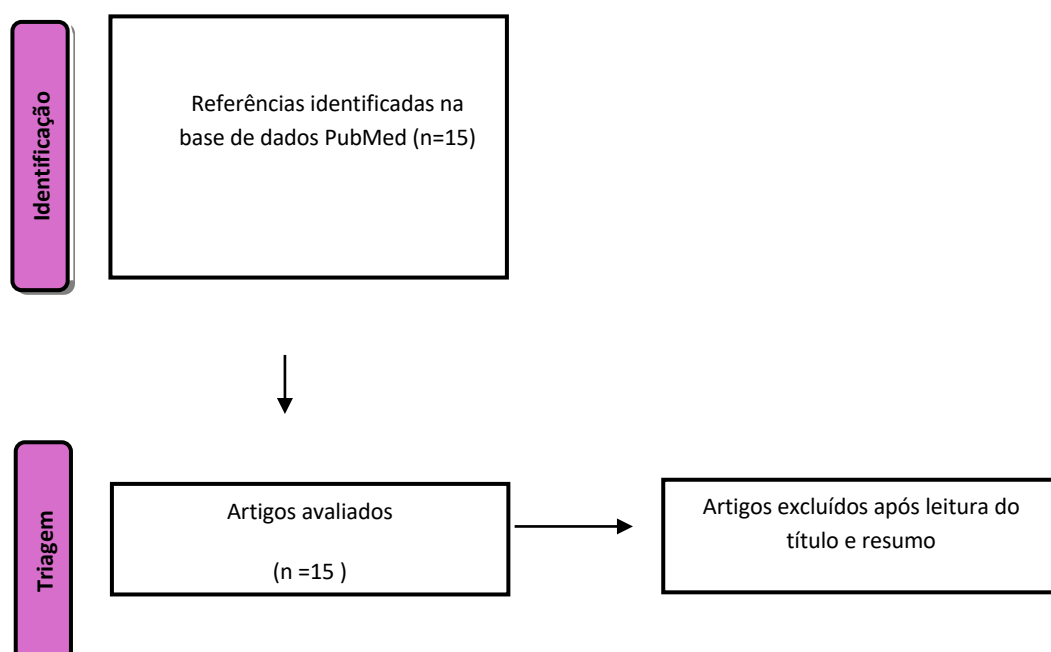 Identificação
Referências identificadas na
base de dados PubMed (n=15)
Triagem
Artigos avaliados
(n =15 )
Artigos excluídos após leitura do
título e resumo